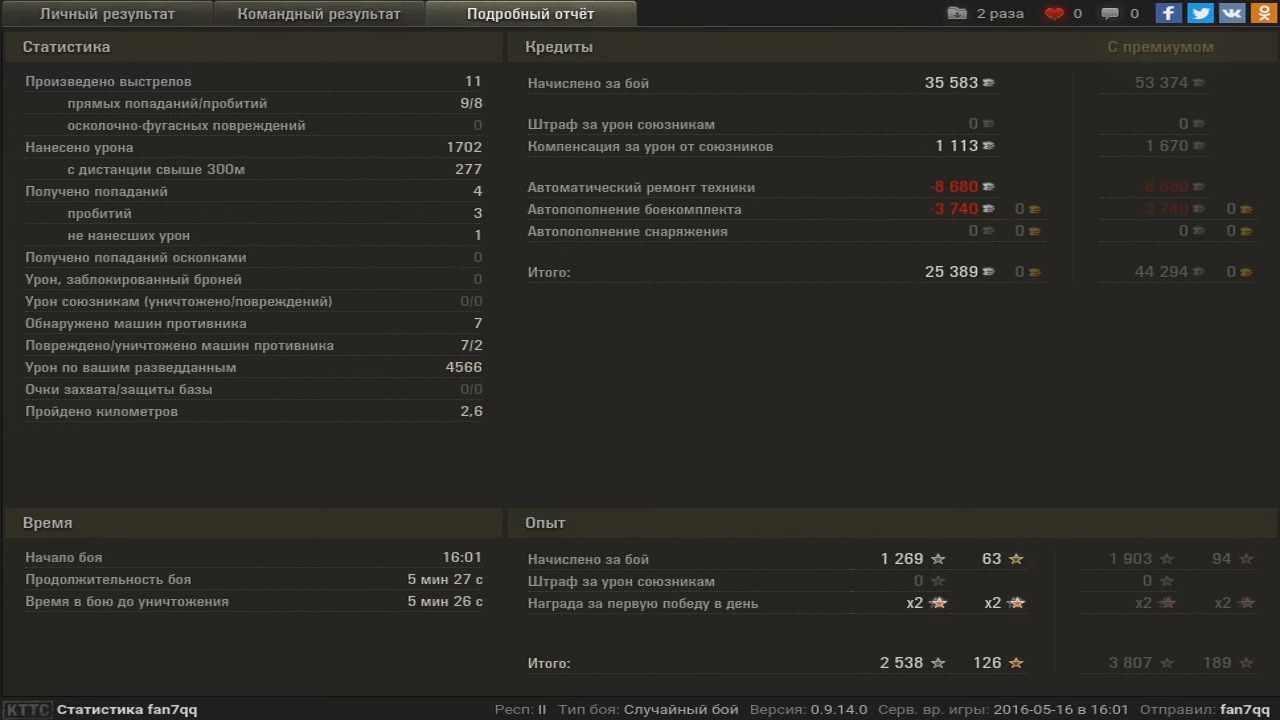 Личный результат Командный результат Подробный отчёт 2 раза 0 0
Статистика
Произведено выстрелов 11
прямых попаданий/пробитий 9/8
осколочно-фугасных повреждений 0
Нанесено урона 1702
с дистанции свыше 300м 277
Получено попаданий 4
пробитий 3
не нанесших урон 1
Получено попаданий осколками 0
Урон, заблокированный броней 0
Урон союзникам (уничтожено/повреждений) 0/0
Обнаружено машин противника 7
Повреждено/уничтожено машин противника 7/2
Урон по вашим разведданным 4566
Очки захвата/защиты базы 0/0
Пройдено километров 2,6
Кредиты С премиумом
Начислено за бой 35 583 53 374
Штраф за урон союзникам 0 0
Компенсация за урон от союзников 1 113 1 670
Автоматический ремонт техники -8 680 -8 680
Автопополнение боекомплекта -3 740 0 -3 740 0
Автопополнение снаряжения 0 0 0 0
Итого: 25 389 0 44 294 0
Время
Начало боя 16:01
Продолжительность боя 5 мин 27 с
Время в бою до уничтожения 5 мин 26 с
Опыт
Начислено за бой 1 269 63 1 903 94
Штраф за урон союзникам 0 0
Награда за первую победу в день x2 x2 x2 x2
Итого: 2 538 126 3 807 189
КТТС Статистика fan7qq Респ: II Тип боя: Случайный бой Версия: 0.9.14.0 Серв. вр. игры: 2016-05-16 в 16:01 Отправил: fan7qq